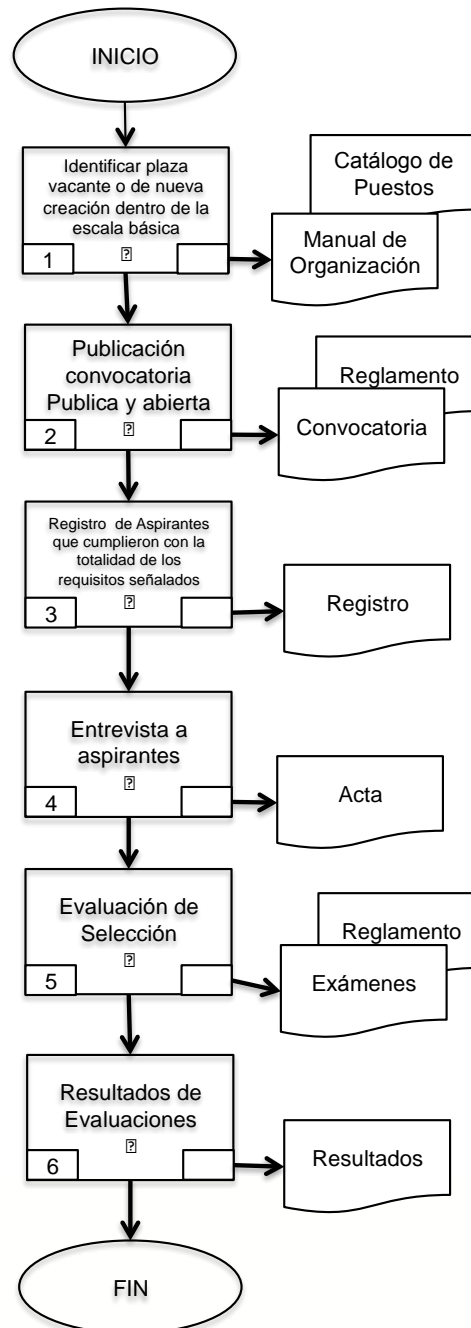 INICIO
Identificar plaza
vacante o de nueva
creación dentro de la
escala básica
1
Catálogo de
Puestos
Manual de
Organización
Publicación
convocatoria
Publica y abierta
2
Reglamento
Convocatoria
Registro de Aspirantes
que cumplieron con la
totalidad de los
requisitos señalados
3
Registro
Entrevista a
aspirantes
4
Acta
Evaluación de
Selección
5
Reglamento
Exámenes
Resultados de
Evaluaciones
6
Resultados
FIN